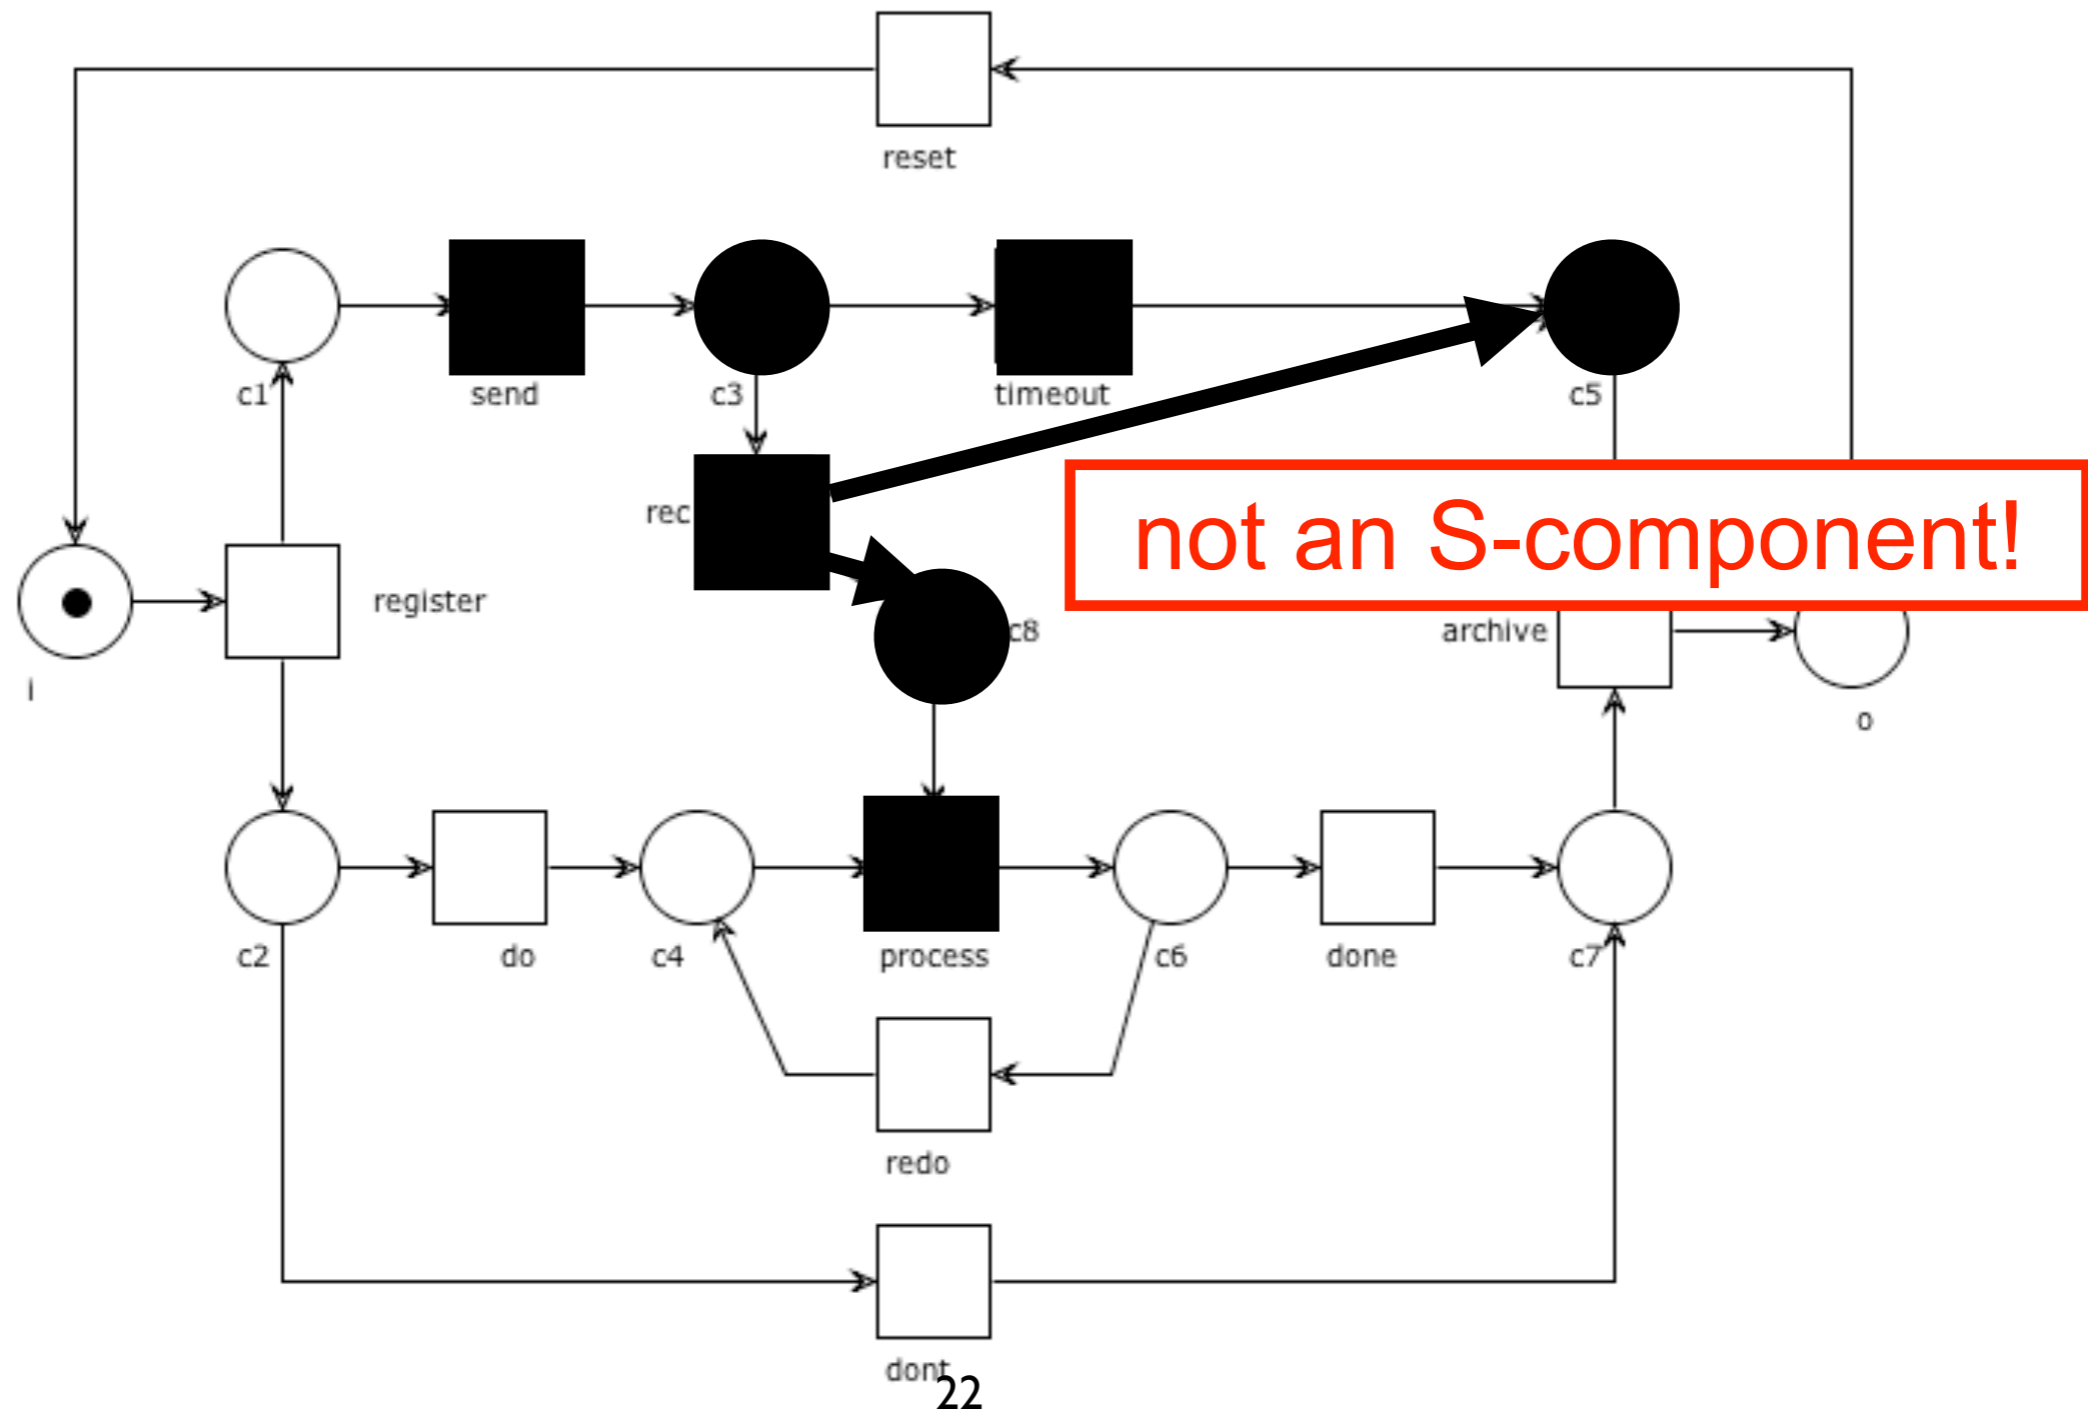 reset
c1
send
c3
timeout
c5
rec
not an S-component!
i
register
c8
archive
o
c2
do
c4
process
c6
done
c7
redo
dont
22